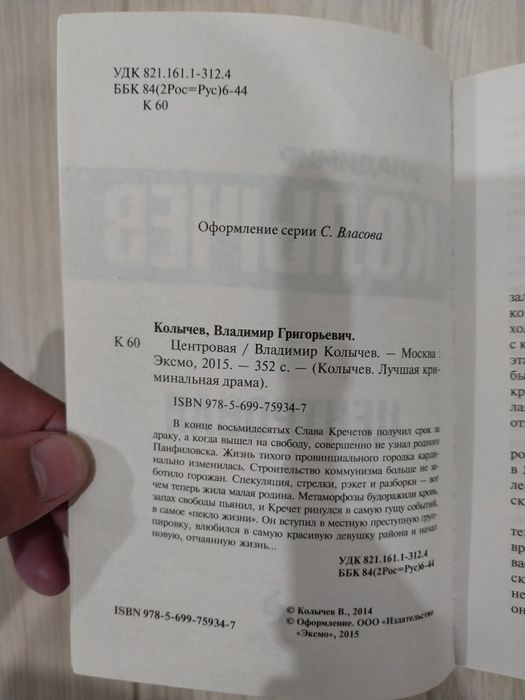 УДК 821.161.1-312.4
ББК 84(2Рос=Рус)6-44
К 60
Оформление серии С. Власова
Колычев, Владимир Григорьевич.
К 60 Центровая / Владимир Колычев. — Москва :
Эксмо, 2015. — 352 с. — (Колычев. Лучшая кри-
минальная драма).
ISBN 978-5-699-75934-7
В конце восьмидесятых Слава Кречетов получил срок за
драку, а когда вышел на свободу, совершенно не узнал родного
Панфиловска. Жизнь тихого провинциального городка карди-
нально изменилась. Строительство коммунизма больше не за-
ботило горожан. Спекуляция, стрелки, рэкет и разборки — вот
чем теперь жила малая родина. Метаморфозы будоражили кровь,
запах свободы пьянил, и Кречет ринулся в самую гущу событий,
в самое «пекло жизни». Он вступил в местную преступную груп-
пировку, влюбился в самую красивую девушку района и начал
новую, отчаянную жизнь...
УДК 821.161.1-312.4
ББК 84(2Рос=Рус)6-44
© Колычев В., 2014
© Оформление. ООО «Издательство
«Эксмо», 2015
ISBN 978-5-699-75934-7